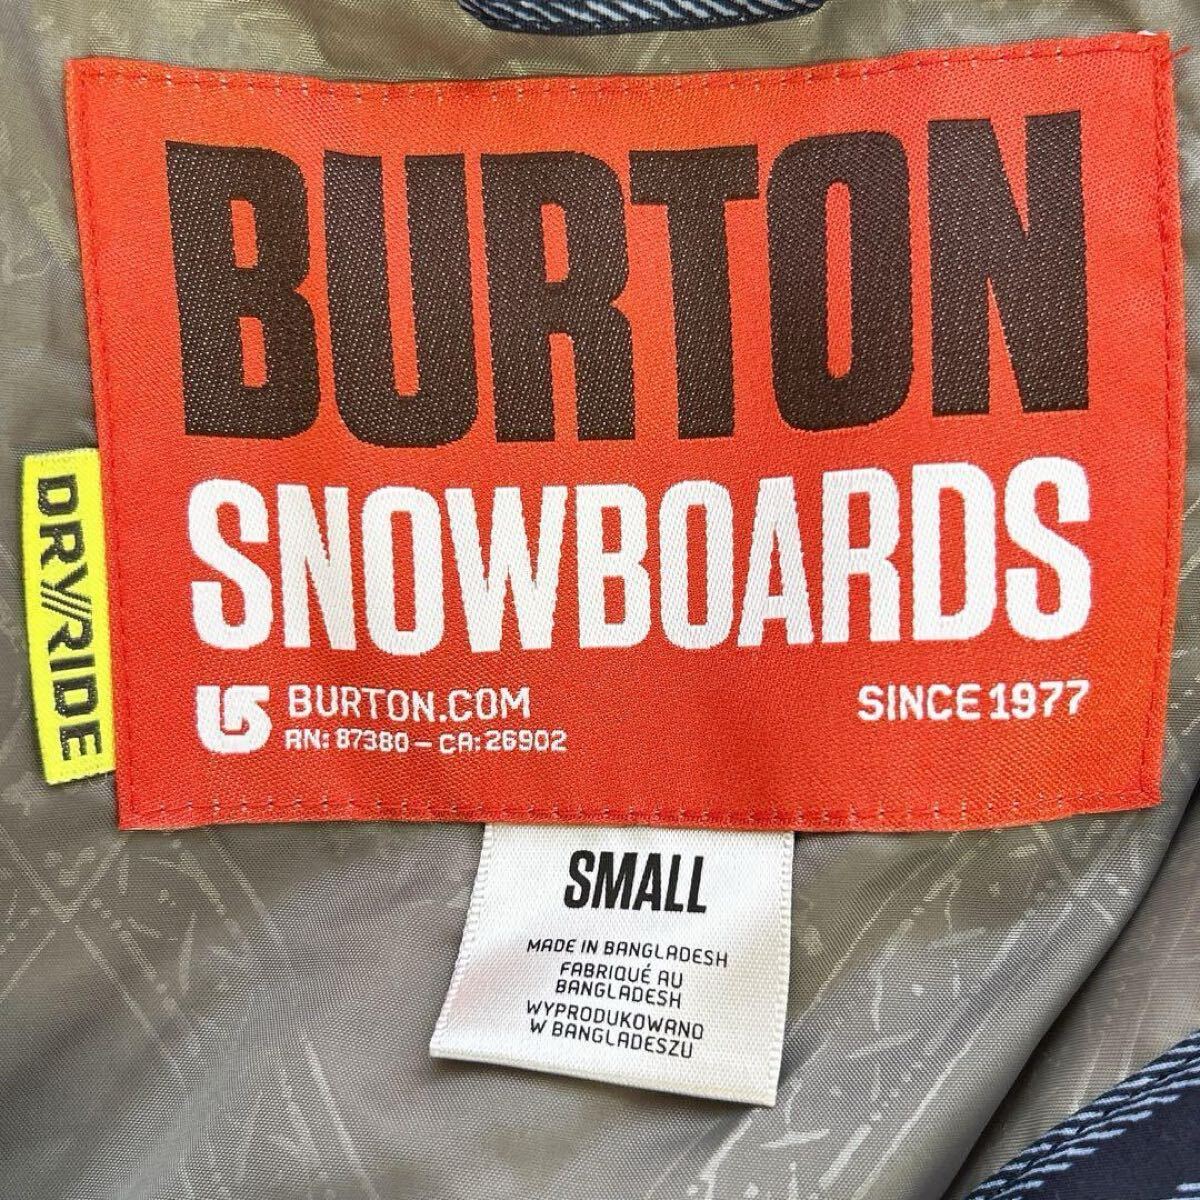 BURTON
SNOWBOARDS
BURTON.COM
RN: 87380 – CA: 26902
SINCE 1977
DRY///RIDE
SMALL
MADE IN BANGLADESH
FABRIQUÉ AU
BANGLADESH
WYPRODUKOWANO
W BANGLADESZU